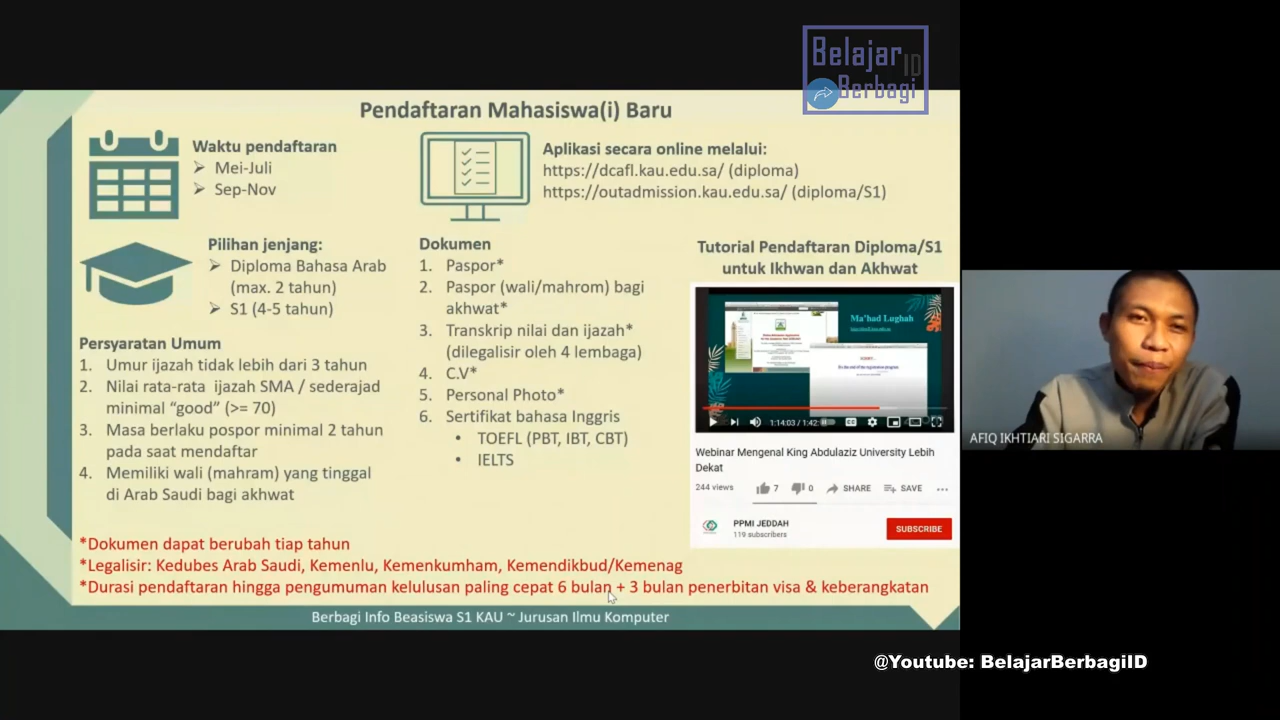 Belajar
ID
Berbagi
Pendaftaran Mahasiswa(i) Baru
Waktu pendaftaran
➢ Mei-Juli
➢ Sep-Nov
Aplikasi secara online melalui:
https://dcafl.kau.edu.sa/ (diploma)
https://outadmission.kau.edu.sa/ (diploma/S1)
Pilihan jenjang:
➢ Diploma Bahasa Arab
(max. 2 tahun)
➢ S1 (4-5 tahun)
Persyaratan Umum
1. Umur ijazah tidak lebih dari 3 tahun
2. Nilai rata-rata ijazah SMA / sederajad
minimal “good” (>= 70)
3. Masa berlaku pospor minimal 2 tahun
pada saat mendaftar
4. Memiliki wali (mahram) yang tinggal
di Arab Saudi bagi akhwat
Dokumen
1. Paspor*
2. Paspor (wali/mahrom) bagi
akhwat*
3. Transkrip nilai dan ijazah*
(dilegalisir oleh 4 lembaga)
4. C.V*
5. Personal Photo*
6. Sertifikat bahasa Inggris
• TOEFL (PBT, IBT, CBT)
• IELTS
Tutorial Pendaftaran Diploma/S1
untuk Ikhwan dan Akhwat
Ma'had Lughah
1:14:03 / 1:42
Webinar Mengenal King Abdulaziz University Lebih
Dekat
244 views
7
0
SHARE
SAVE
PPMI JEDDAH
119 subscribers
SUBSCRIBE
*Dokumen dapat berubah tiap tahun
*Legalisir: Kedubes Arab Saudi, Kemenlu, Kemenkumham, Kemendikbud/Kemenag
*Durasi pendaftaran hingga pengumuman kelulusan paling cepat 6 bulan + 3 bulan penerbitan visa & keberangkatan
Berbagi Info Beasiswa S1 KAU ~ Jurusan Ilmu Komputer
AFIQ IKHTIARI SIGARRA
@Youtube: BelajarBerbagiID